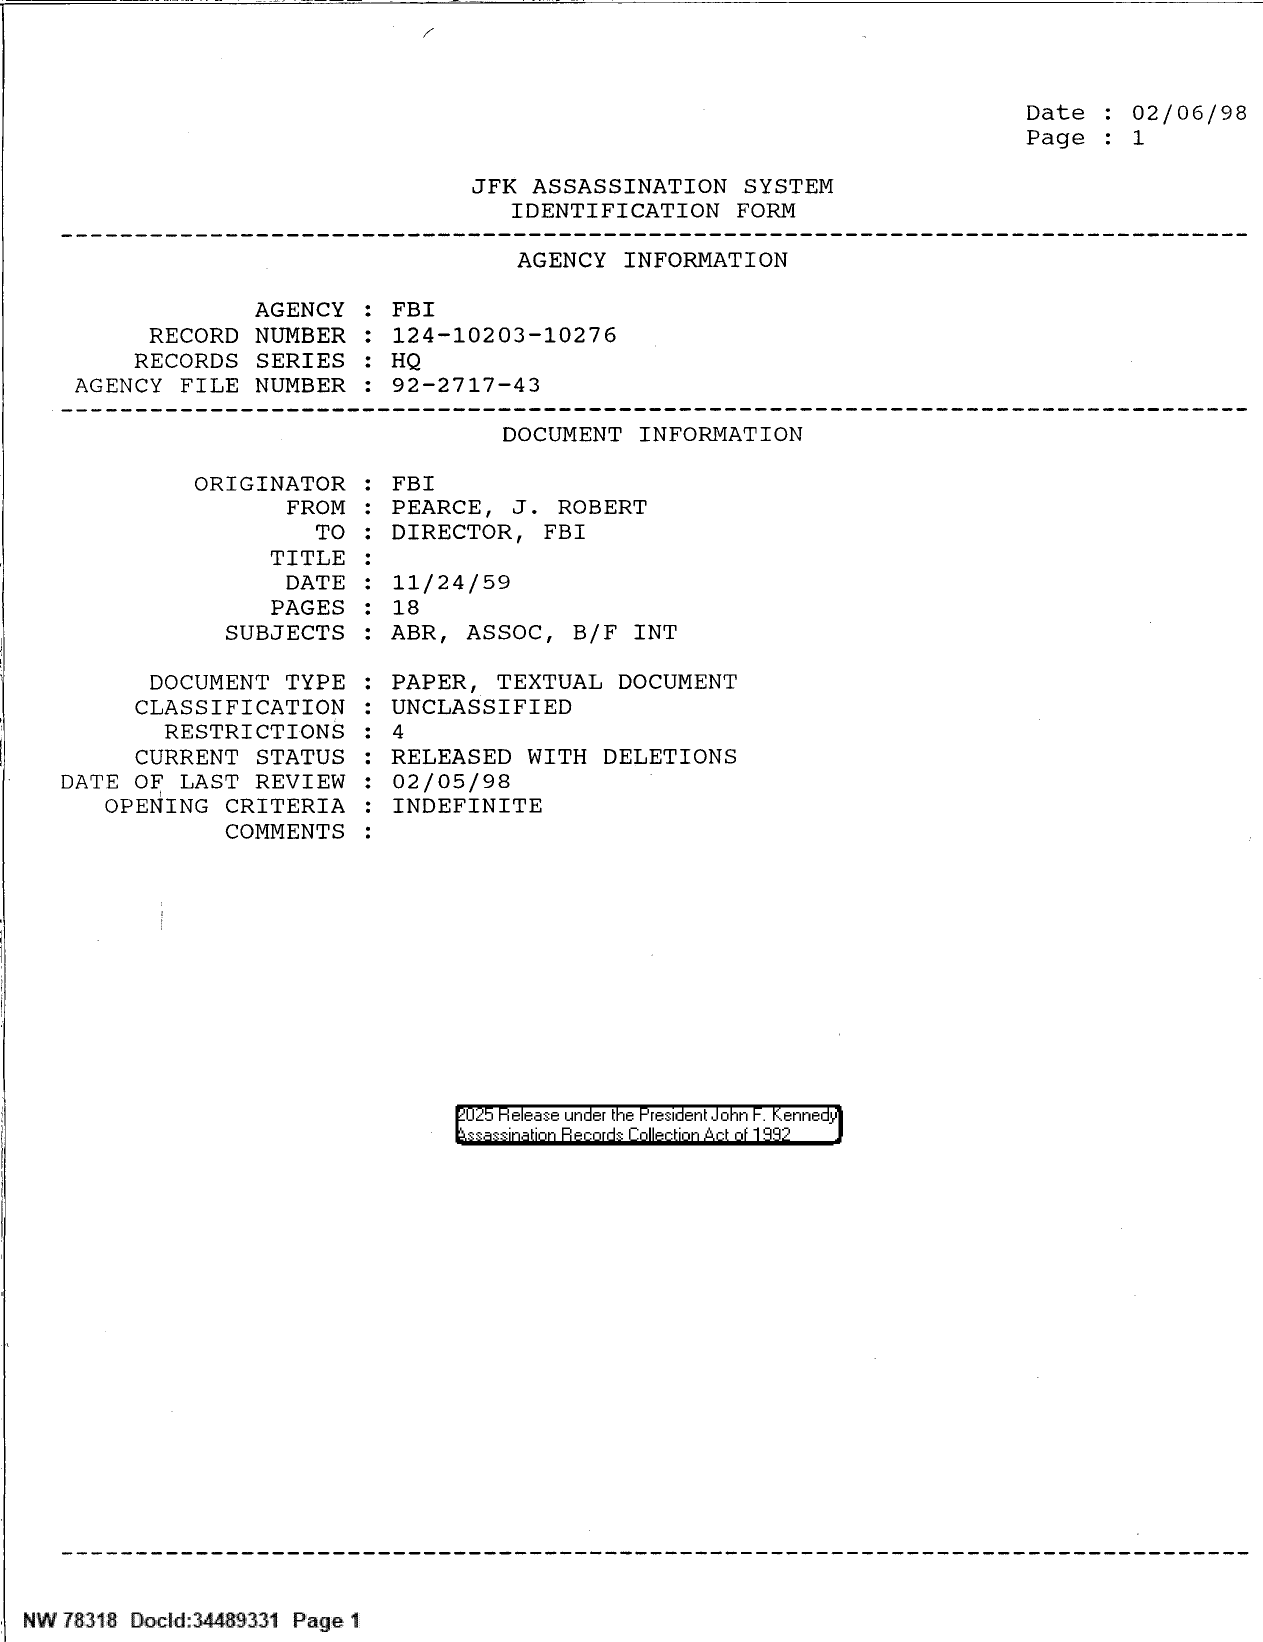 Date : 02/06/98
Page : 1
JFK ASSASSINATION SYSTEM
IDENTIFICATION FORM
AGENCY INFORMATION
AGENCY : FBI
RECORD NUMBER : 124-10203-10276
RECORDS SERIES : HQ
AGENCY FILE NUMBER : 92-2717-43
DOCUMENT INFORMATION
ORIGINATOR : FBI
FROM : PEARCE, J. ROBERT
TO : DIRECTOR, FBI
TITLE :
DATE : 11/24/59
PAGES : 18
SUBJECTS : ABR, ASSOC, B/F INT
DOCUMENT TYPE : PAPER, TEXTUAL DOCUMENT
CLASSIFICATION : UNCLASSIFIED
RESTRICTIONS : 4
CURRENT STATUS : RELEASED WITH DELETIONS
DATE OF LAST REVIEW : 02/05/98
OPENING CRITERIA : INDEFINITE
COMMENTS :
2025 Release under the President John F. Kennedy
Assassination Records Collection Act of 1992
NW 78318 DocId:34489331 Page 1